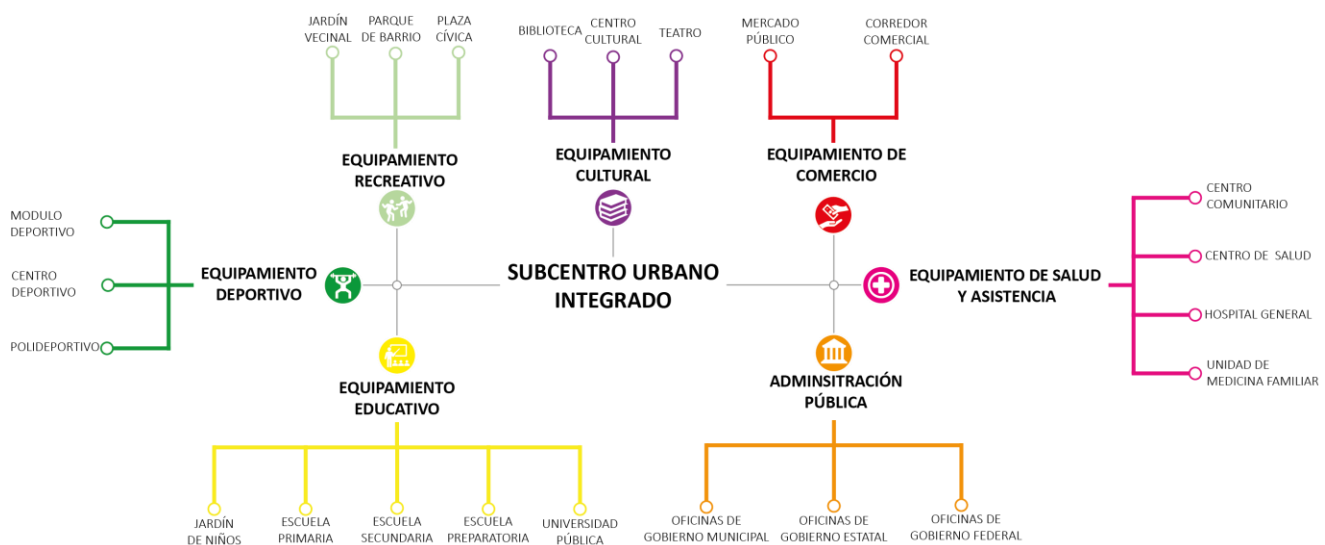 JARDÍN
VECINAL
PARQUE
DE BARRIO
PLAZA
CÍVICA
BIBLIOTECA
CENTRO
CULTURAL
TEATRO
MERCADO
PÚBLICO
CORREDOR
COMERCIAL
EQUIPAMIENTO
RECREATIVO
EQUIPAMIENTO
CULTURAL
EQUIPAMIENTO DE
COMERCIO
MODULO
DEPORTIVO
CENTRO
DEPORTIVO
POLIDEPORTIVO
EQUIPAMIENTO
DEPORTIVO
SUBCENTRO URBANO
INTEGRADO
EQUIPAMIENTO DE SALUD
Y ASISTENCIA
CENTRO
COMUNITARIO
CENTRO DE SALUD
HOSPITAL GENERAL
UNIDAD DE
MEDICINA FAMILIAR
EQUIPAMIENTO
EDUCATIVO
ADMINSITRACIÓN
PÚBLICA
JARDÍN
DE NIÑOS
ESCUELA
PRIMARIA
ESCUELA
SECUNDARIA
ESCUELA
PREPARATORIA
UNIVERSIDAD
PÚBLICA
OFICINAS DE
GOBIERNO MUNICIPAL
OFICINAS DE
GOBIERNO ESTATAL
OFICINAS DE
GOBIERNO FEDERAL